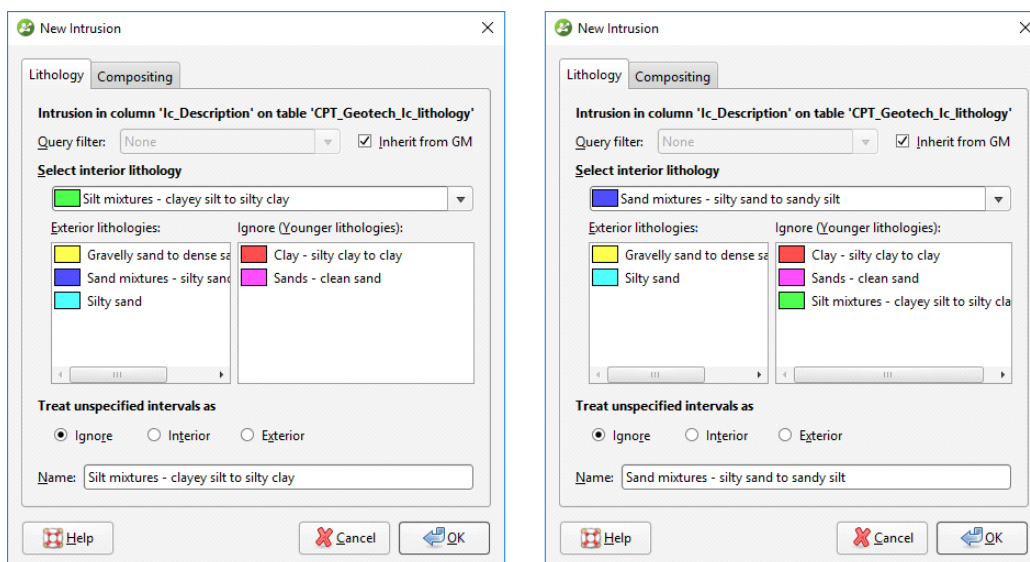 New Intrusion
Lithology Compositing
Intrusion in column 'Ic_Description' on table 'CPT_Geotech_Ic_lithology'
Query filter: None Inherit from GM
Select interior lithology
Silt mixtures - clayey silt to silty clay
Exterior lithologies:
Gravelly sand to dense sa
Sand mixtures - silty sand
Silty sand
Ignore (Younger lithologies):
Clay - silty clay to clay
Sands - clean sand
Treat unspecified intervals as
Ignore Interior Exterior
Name: Silt mixtures - clayey silt to silty clay
Help Cancel OK
New Intrusion
Lithology Compositing
Intrusion in column 'Ic_Description' on table 'CPT_Geotech_Ic_lithology'
Query filter: None Inherit from GM
Select interior lithology
Sand mixtures - silty sand to sandy silt
Exterior lithologies:
Gravelly sand to dense sa
Silty sand
Ignore (Younger lithologies):
Clay - silty clay to clay
Sands - clean sand
Silt mixtures - clayey silt to silty cla
Treat unspecified intervals as
Ignore Interior Exterior
Name: Sand mixtures - silty sand to sandy silt
Help Cancel OK